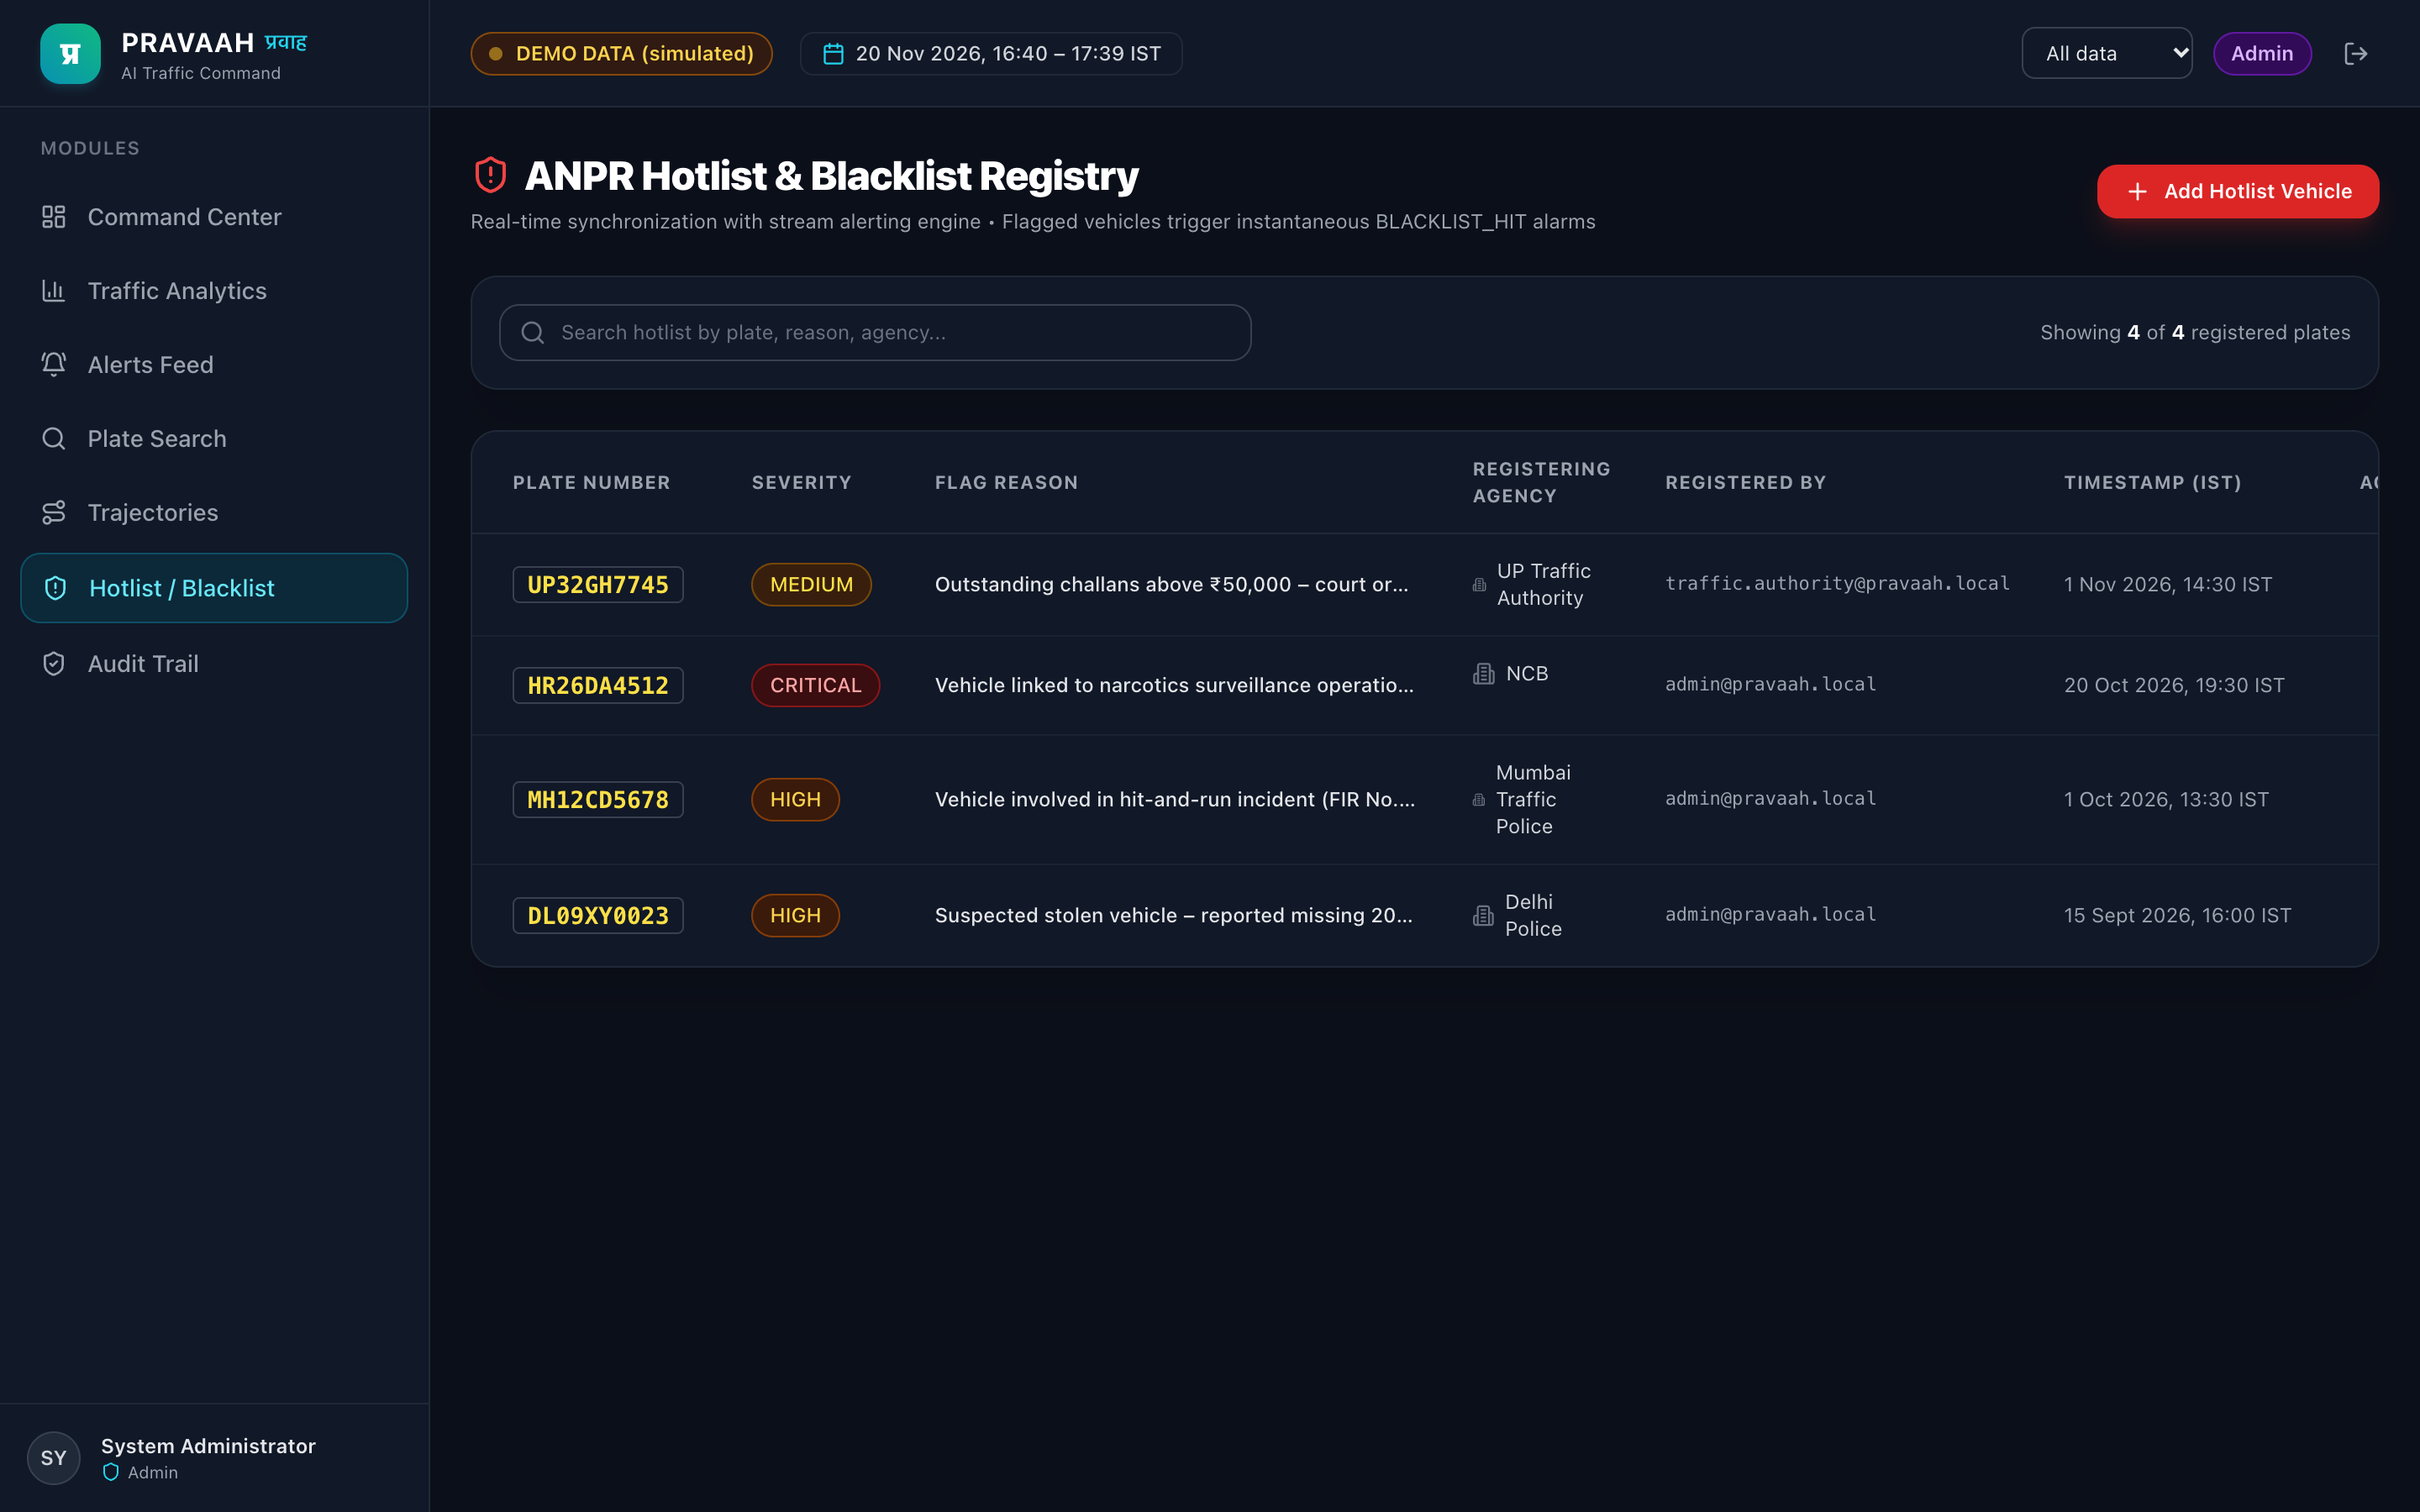 प्र
PRAVAAH प्रवाह
AI Traffic Command
DEMO DATA (simulated)
20 Nov 2026, 16:40 – 17:39 IST
All data
Admin
MODULES
Command Center
Traffic Analytics
Alerts Feed
Plate Search
Trajectories
Hotlist / Blacklist
Audit Trail
SY
System Administrator
Admin
ANPR Hotlist & Blacklist Registry
Real-time synchronization with stream alerting engine • Flagged vehicles trigger instantaneous BLACKLIST_HIT alarms
Add Hotlist Vehicle
Search hotlist by plate, reason, agency...
Showing 4 of 4 registered plates
PLATE NUMBER SEVERITY FLAG REASON REGISTERING AGENCY REGISTERED BY TIMESTAMP (IST)
UP32GH7745 MEDIUM Outstanding challans above ₹50,000 – court or... UP Traffic Authority traffic.authority@pravaah.local 1 Nov 2026, 14:30 IST
HR26DA4512 CRITICAL Vehicle linked to narcotics surveillance operatio... NCB admin@pravaah.local 20 Oct 2026, 19:30 IST
MH12CD5678 HIGH Vehicle involved in hit-and-run incident (FIR No.... Mumbai Traffic Police admin@pravaah.local 1 Oct 2026, 13:30 IST
DL09XY0023 HIGH Suspected stolen vehicle – reported missing 20... Delhi Police admin@pravaah.local 15 Sept 2026, 16:00 IST